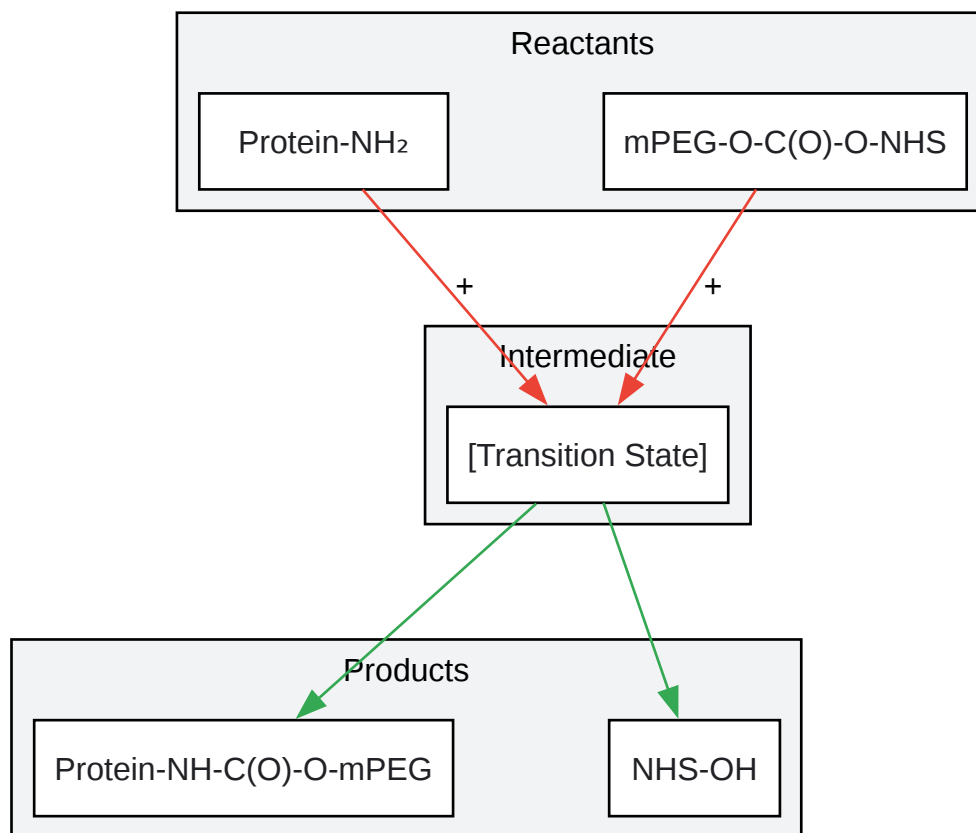 Reactants
Protein-NH₂
mPEG-O-C(O)-O-NHS
+
+
Intermediate
[Transition State]
Products
Protein-NH-C(O)-O-mPEG
NHS-OH